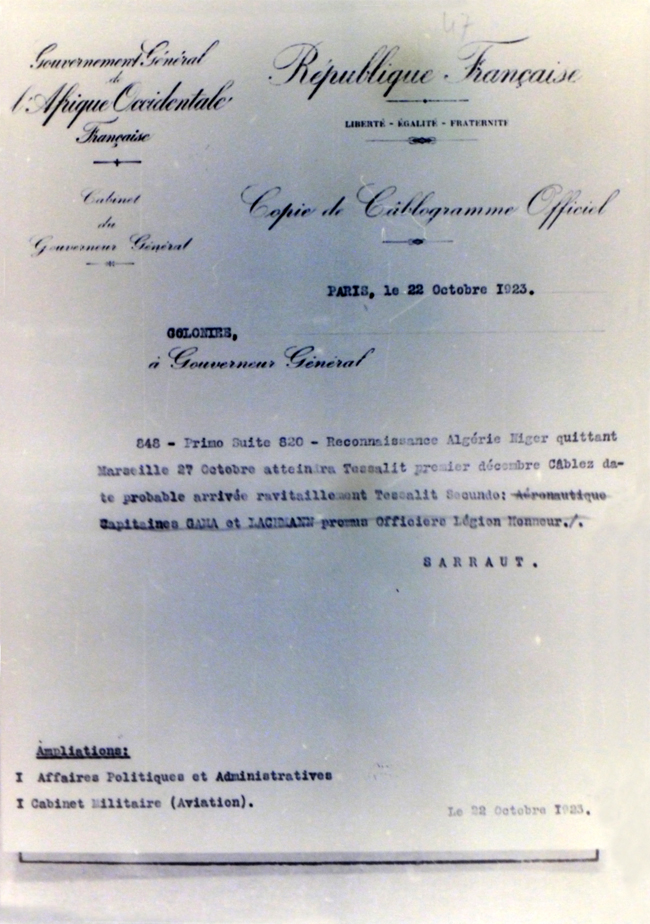 47
Gouvernement Général
de
l'Afrique Occidentale
Française
République Française
LIBERTÉ - ÉGALITÉ - FRATERNITÉ
Cabinet
du
Gouverneur Général
Copie de Câblogramme Officiel
PARIS, le 22 Octobre 1923.
COLONIES,
à Gouverneur Général
848 - Primo Suite 820 - Reconnaissance Algérie Niger quittant
Marseille 27 Octobre atteindra Tessalit premier décembre Câblez da-
te probable arrivée ravitaillement Tessalit Secundo: Aéronautique
Capitaines GAMA et LACHMANN promus Officiers Légion Honneur./.
SARRAUT.
Ampliations:
I Affaires Politiques et Administratives
I Cabinet Militaire (Aviation).
Le 22 Octobre 1923.